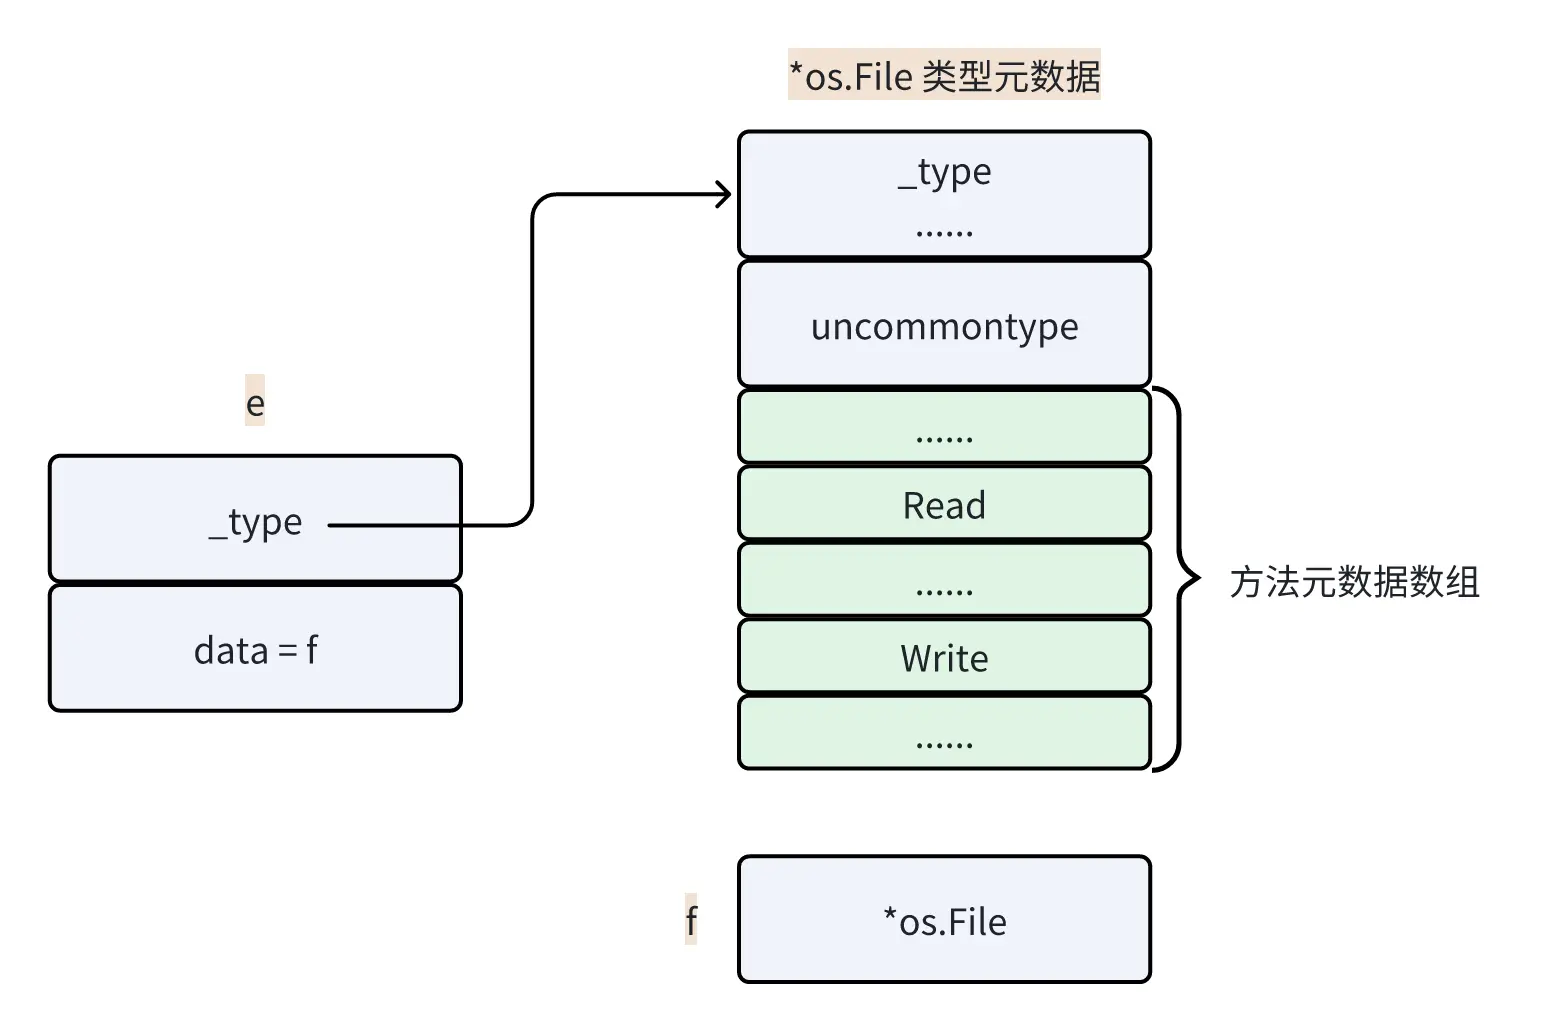 *os.File 类型元数据
_type
......
uncommontype
......
Read
......
Write
......
方法元数据数组
e
_type
data = f
f
*os.File